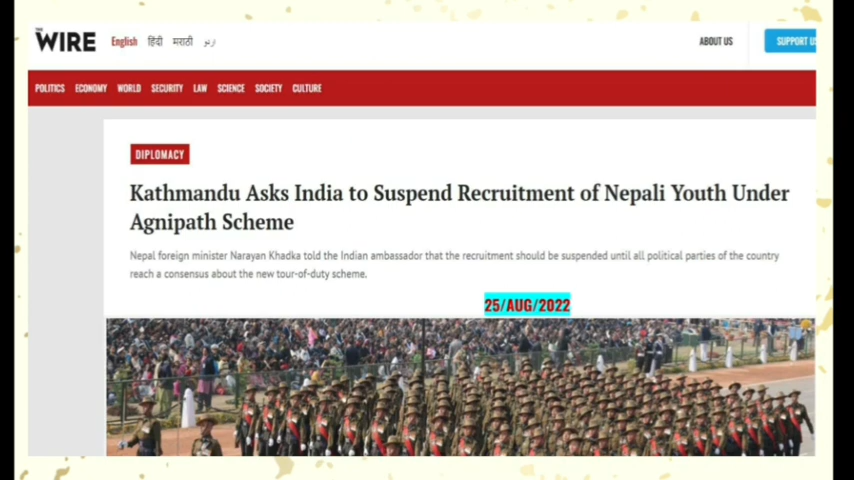 THE
WIRE English हिंदी मराठी اردو ABOUT US SUPPORT US
POLITICS ECONOMY WORLD SECURITY LAW SCIENCE SOCIETY CULTURE
DIPLOMACY
Kathmandu Asks India to Suspend Recruitment of Nepali Youth Under
Agnipath Scheme
Nepal foreign minister Narayan Khadka told the Indian ambassador that the recruitment should be suspended until all political parties of the country
reach a consensus about the new tour-of-duty scheme.
25/AUG/2022